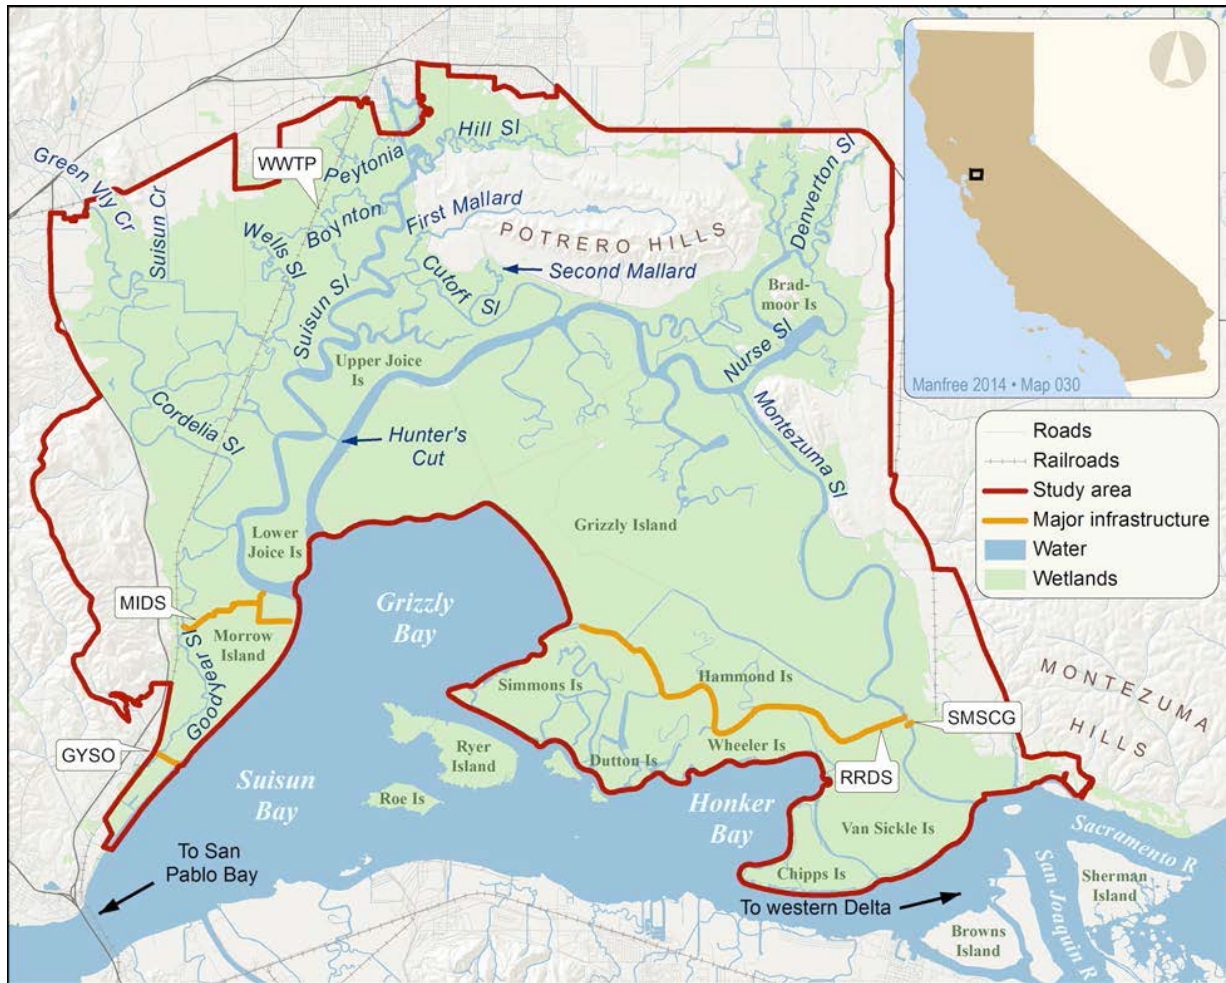 Hill Sl
Peytonia
WWTP
Green Vly Cr
Suisun Cr
Boynton
Wells Sl
First Mallard
Denverton Sl
POTRERO HILLS
Cutoff Sl
Second Mallard
Suisun Sl
Brad-
moor Is
Nurse Sl
Upper Joice
Is
Montezuma Sl
Cordelia Sl
Hunter's
Cut
Grizzly Island
Lower
Joice Is
MIDS
Grizzly
Bay
Morrow
Island
Goodyear Sl
Simmons Is
Hammond Is
SMSCG
MONTEZUMA
HILLS
GYSO
Ryer
Island
Dutton Is
Wheeler Is
RRDS
Suisun
Bay
Roe Is
Honker
Bay
Van Sickle Is
Sacramento R
To San
Pablo Bay
Chipps Is
To western Delta
San Joaquin R
Sherman
Island
Browns
Island
Manfree 2014 • Map 030
Roads
Railroads
Study area
Major infrastructure
Water
Wetlands